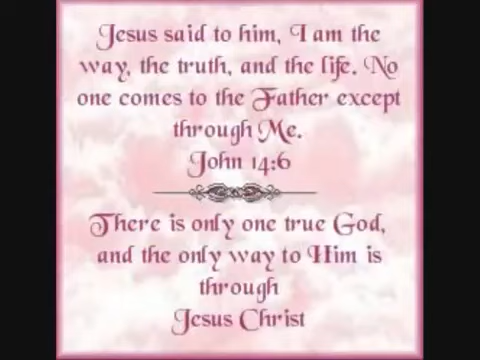 Jesus said to him, I am the
way, the truth, and the life. No
one comes to the Father except
through Me.
John 14:6
There is only one true God,
and the only way to Him is
through
Jesus Christ